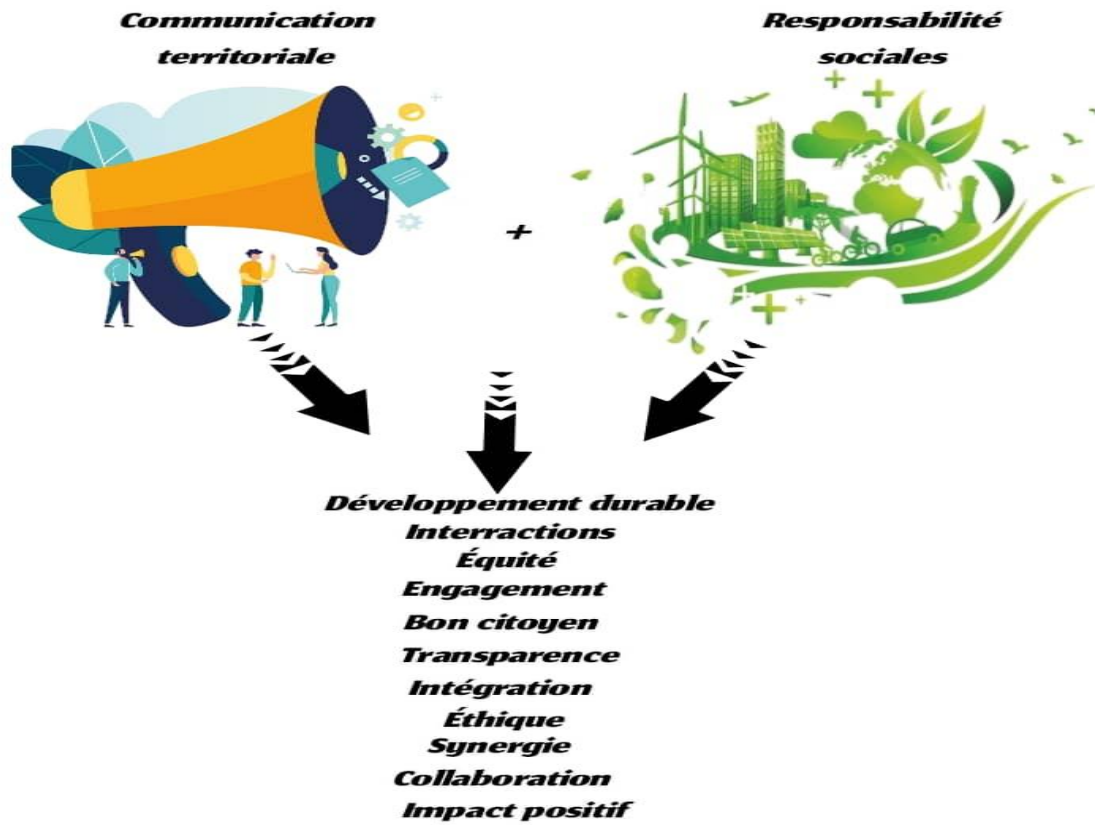 Communication
territoriale
Responsabilité
sociales
+
Développement durable
Interractions
Équité
Engagement
Bon citoyen
Transparence
Intégration
Éthique
Synergie
Collaboration
Impact positif